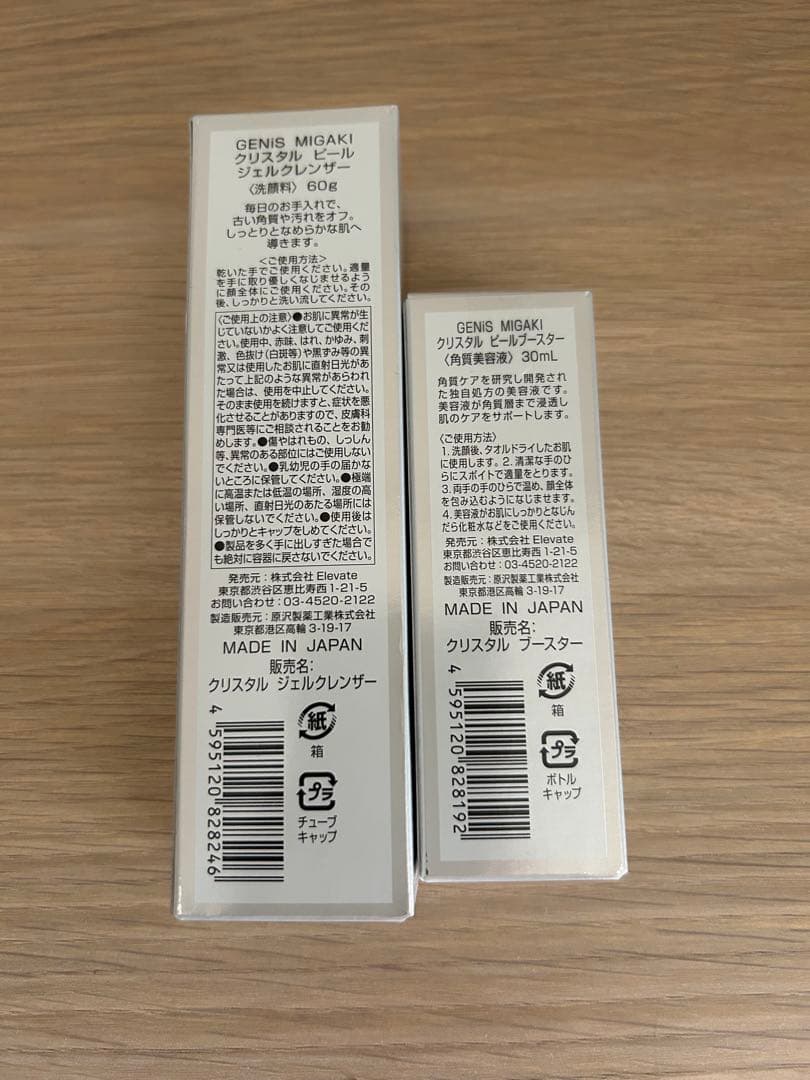 GENiS MIGAKI
クリスタル ピール
ジェルクレンザー
〈洗顔料〉 60g
毎日のお手入れで、
古い角質や汚れをオフ。
しっとりとなめらかな肌へ
導きます。
<ご使用方法>
乾いた手でご使用ください。適量
を手に取り優しくなじませるよう
に顔全体にご使用ください。その
後、しっかりと洗い流してください。
〈ご使用上の注意〉●お肌に異常が生
じていないかよく注意してご使用くだ
さい。使用中、赤味、はれ、かゆみ、刺
激、色抜け(白斑等)や黒ずみ等の異
常又は使用したお肌に直射日光があ
たって上記のような異常があらわれ
た場合は、使用を中止してください。
そのまま使用を続けますと、症状を悪
化させることがありますので、皮膚科
専門医等にご相談されることをお勧
めします。●傷やはれもの、しっしん
等、異常のある部位にはご使用しない
でください。●乳幼児の手の届かな
いところに保管してください。●極端
に高温または低温の場所、湿度の高
い場所、直射日光のあたる場所には
保管しないでください。●使用後は
しっかりとキャップをしめてください。
●製品を多く手に出しすぎた場合で
も絶対に容器に戻さないでください。
発売元:株式会社 Elevate
東京都渋谷区恵比寿西 1-21-5
お問い合わせ:03-4520-2122
製造販売元:原沢製薬工業株式会社
東京都港区高輪 3-19-17
MADE IN JAPAN
販売名:
クリスタル ジェルクレンザー
4 595120 828246
紙
箱
プラ
チューブ
キャップ
GENiS MIGAKI
クリスタル ピールブースター
〈角質美容液〉 30mL
角質ケアを研究し開発され
た独自処方の美容液です。
美容液が角質層まで浸透し
肌のケアをサポートします。
〈ご使用方法〉
1.洗顔後、タオルドライしたお肌
に使用します。2.清潔な手のひ
らにスポイトで適量をとります。
3.両手の手のひらで温め、顔全体
を包み込むようになじませます。
4.美容液がお肌にしっかりとなじん
だら化粧水などをご使用ください。
発売元:株式会社 Elevate
東京都渋谷区恵比寿西 1-21-5
お問い合わせ:03-4520-2122
製造販売元:原沢製薬工業株式会社
東京都港区高輪 3-19-17
MADE IN JAPAN
販売名:
クリスタル ブースター
4 595120 828192
紙
箱
プラ
ボトル
キャップ